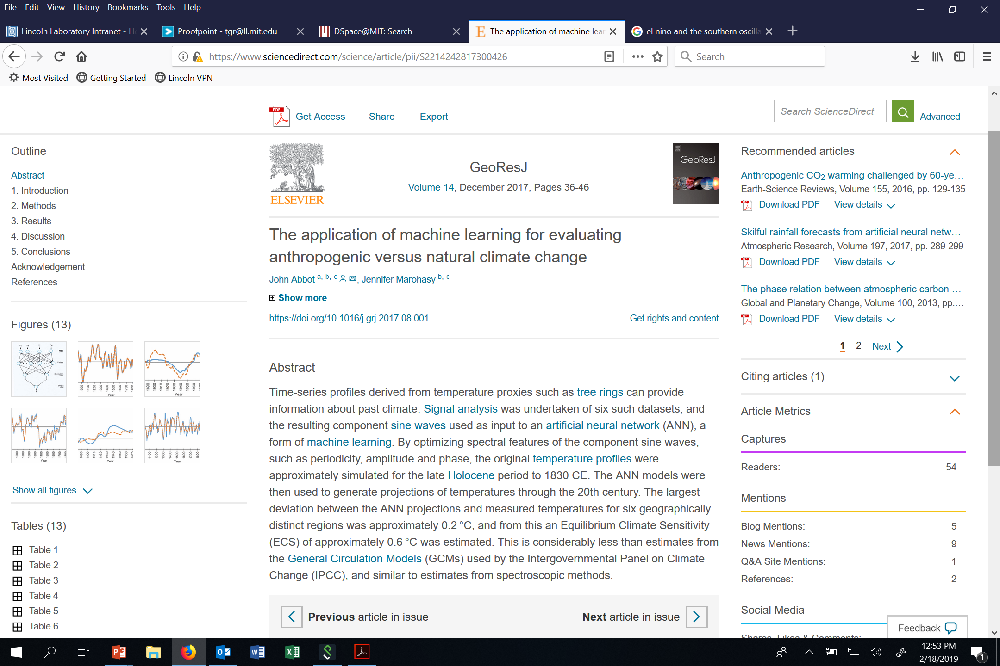 File Edit View History Bookmarks Tools Help
Lincoln Laboratory Intranet - H
Proofpoint - tgr@ll.mit.edu
DSpace@MIT: Search
The application of machine lear
el nino and the southern oscilla
https://www.sciencedirect.com/science/article/pii/S2214242817300426
Search
Most Visited Getting Started Lincoln VPN
PDF Get Access Share Export
Search ScienceDirect Advanced
Outline
Abstract
1. Introduction
2. Methods
3. Results
4. Discussion
5. Conclusions
Acknowledgement
References
Figures (13)
Show all figures
Tables (13)
Table 1
Table 2
Table 3
Table 4
Table 5
Table 6
ELSEVIER
GeoResJ
Volume 14, December 2017, Pages 36-46
GeoResJ
The application of machine learning for evaluating
anthropogenic versus natural climate change
John Abbot a, b, c, Jennifer Marohasy b, c
Show more
https://doi.org/10.1016/j.grj.2017.08.001 Get rights and content
Abstract
Time-series profiles derived from temperature proxies such as tree rings can provide
information about past climate. Signal analysis was undertaken of six such datasets, and
the resulting component sine waves used as input to an artificial neural network (ANN), a
form of machine learning. By optimizing spectral features of the component sine waves,
such as periodicity, amplitude and phase, the original temperature profiles were
approximately simulated for the late Holocene period to 1830 CE. The ANN models were
then used to generate projections of temperatures through the 20th century. The largest
deviation between the ANN projections and measured temperatures for six geographically
distinct regions was approximately 0.2 °C, and from this an Equilibrium Climate Sensitivity
(ECS) of approximately 0.6 °C was estimated. This is considerably less than estimates from
the General Circulation Models (GCMs) used by the Intergovernmental Panel on Climate
Change (IPCC), and similar to estimates from spectroscopic methods.
Previous article in issue Next article in issue
Recommended articles
Anthropogenic CO2 warming challenged by 60-ye...
Earth-Science Reviews, Volume 155, 2016, pp. 129-135
Download PDF View details
Skilful rainfall forecasts from artificial neural netw...
Atmospheric Research, Volume 197, 2017, pp. 289-299
Download PDF View details
The phase relation between atmospheric carbon ...
Global and Planetary Change, Volume 100, 2013, pp....
Download PDF View details
1 2 Next
Citing articles (1)
Article Metrics
Captures
Readers: 54
Mentions
Blog Mentions: 5
News Mentions: 9
Q&A Site Mentions: 1
References: 2
Social Media
Shares, Likes & Comments:
Feedback
12:53 PM
2/18/2019
1